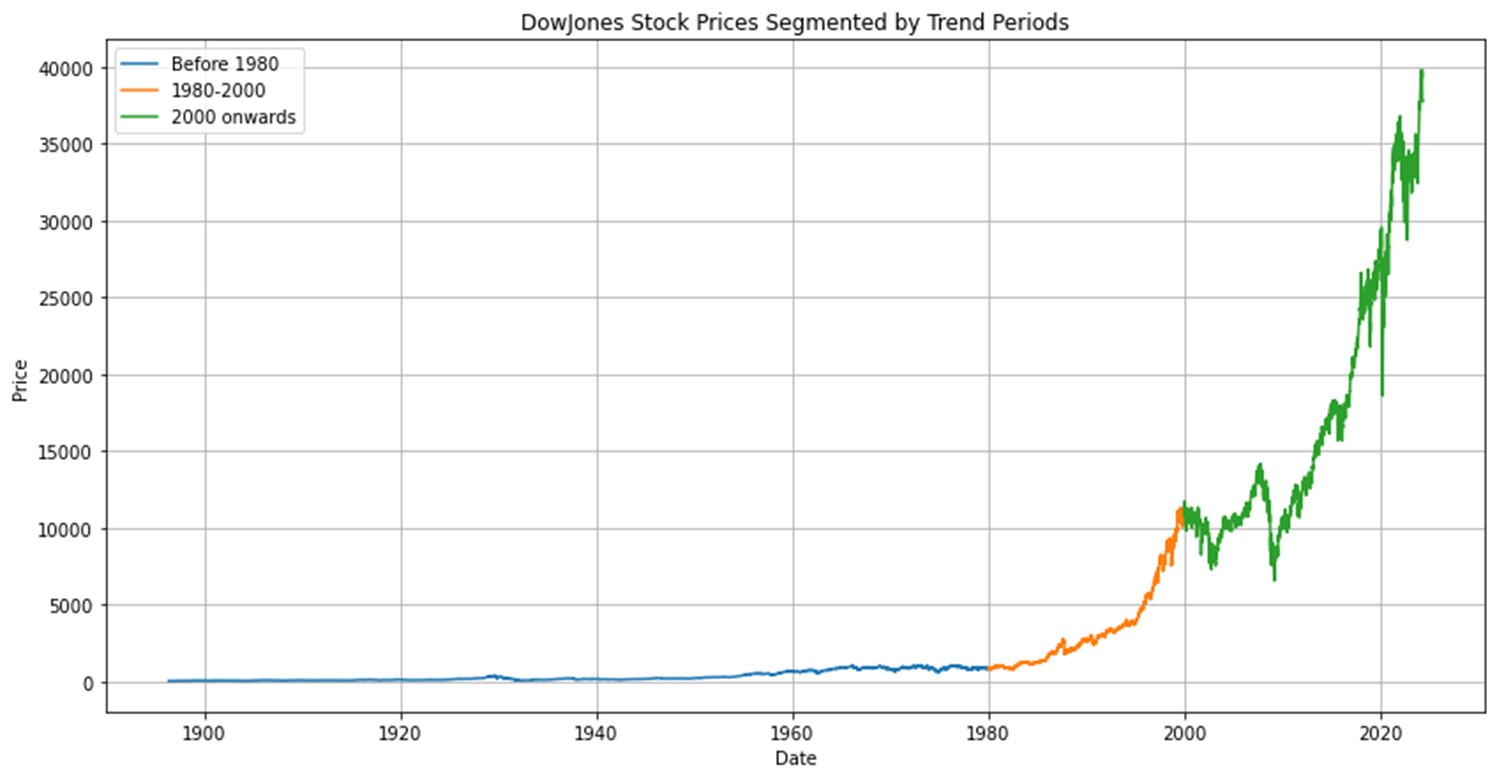 DowJones Stock Prices Segmented by Trend Periods
Before 1980
1980-2000
2000 onwards
40000
35000
30000
25000
20000
15000
10000
5000
0
Price
1900 1920 1940 1960 1980 2000 2020
Date